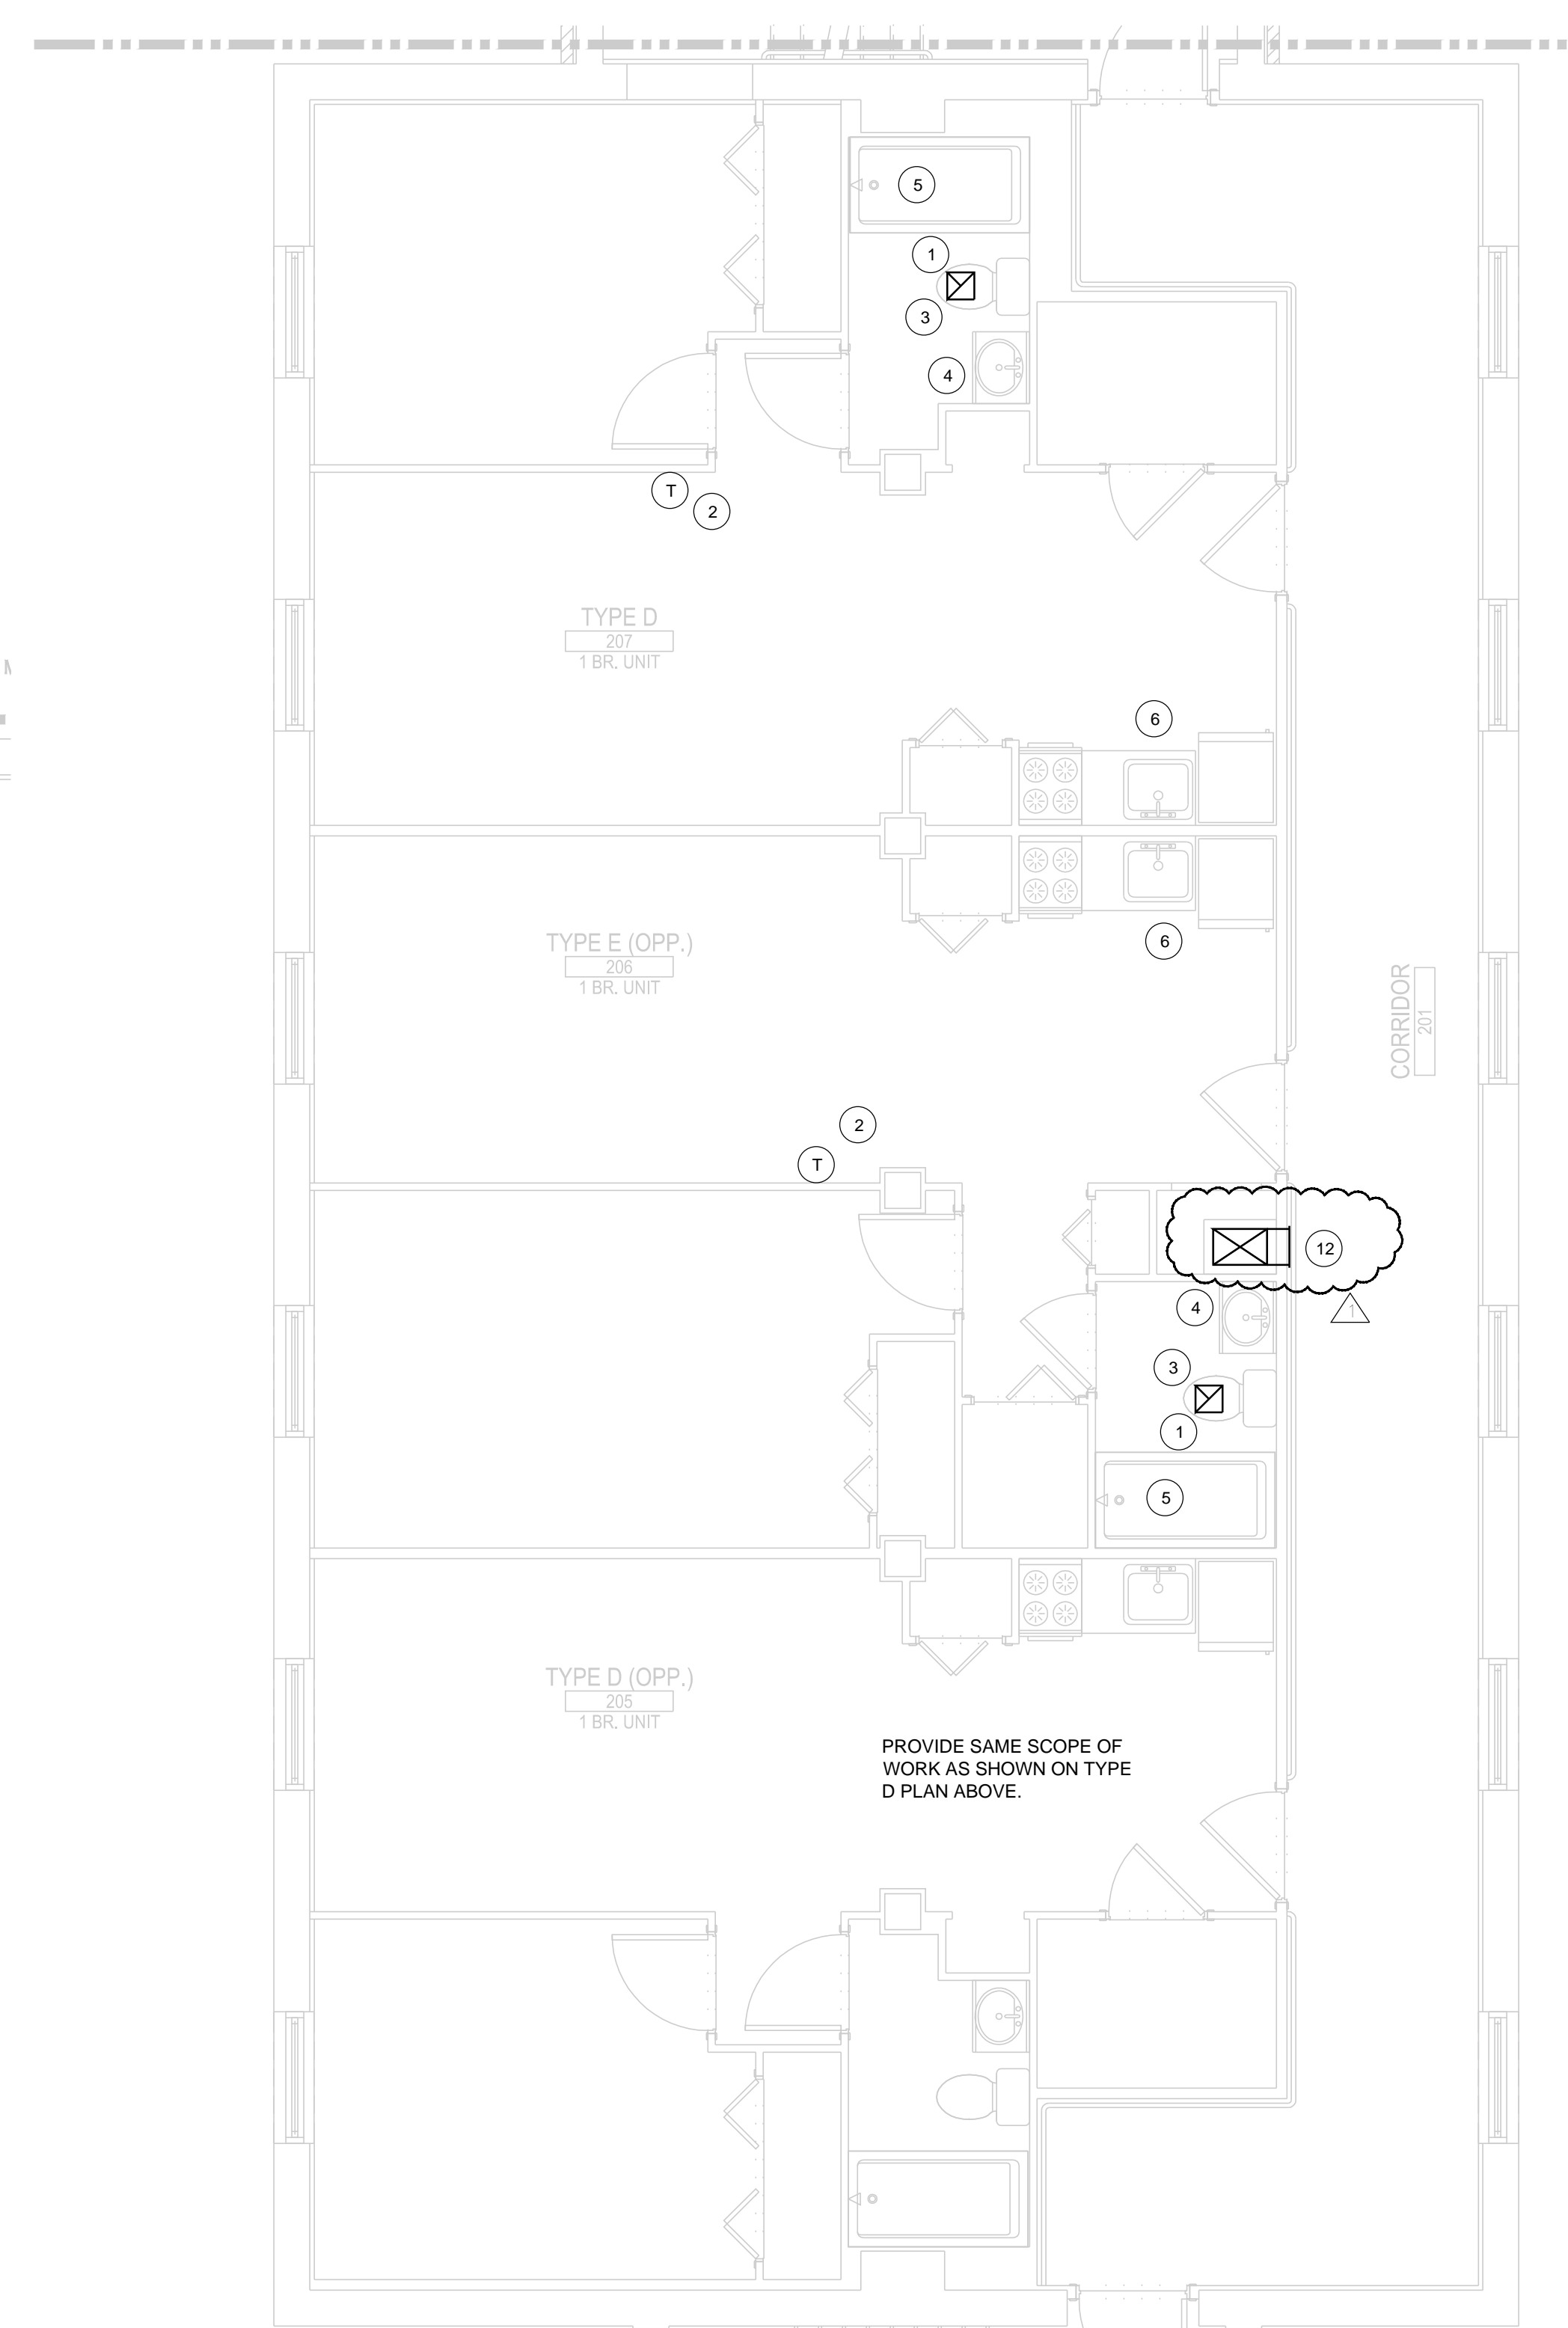 5
1
3
4
T
2
TYPE D
207
1 BR. UNIT
6
TYPE E (OPP.)
206
1 BR. UNIT
6
CORRIDOR
201
2
T
12
1
4
3
1
5
TYPE D (OPP.)
205
1 BR. UNIT
PROVIDE SAME SCOPE OF
WORK AS SHOWN ON TYPE
D PLAN ABOVE.